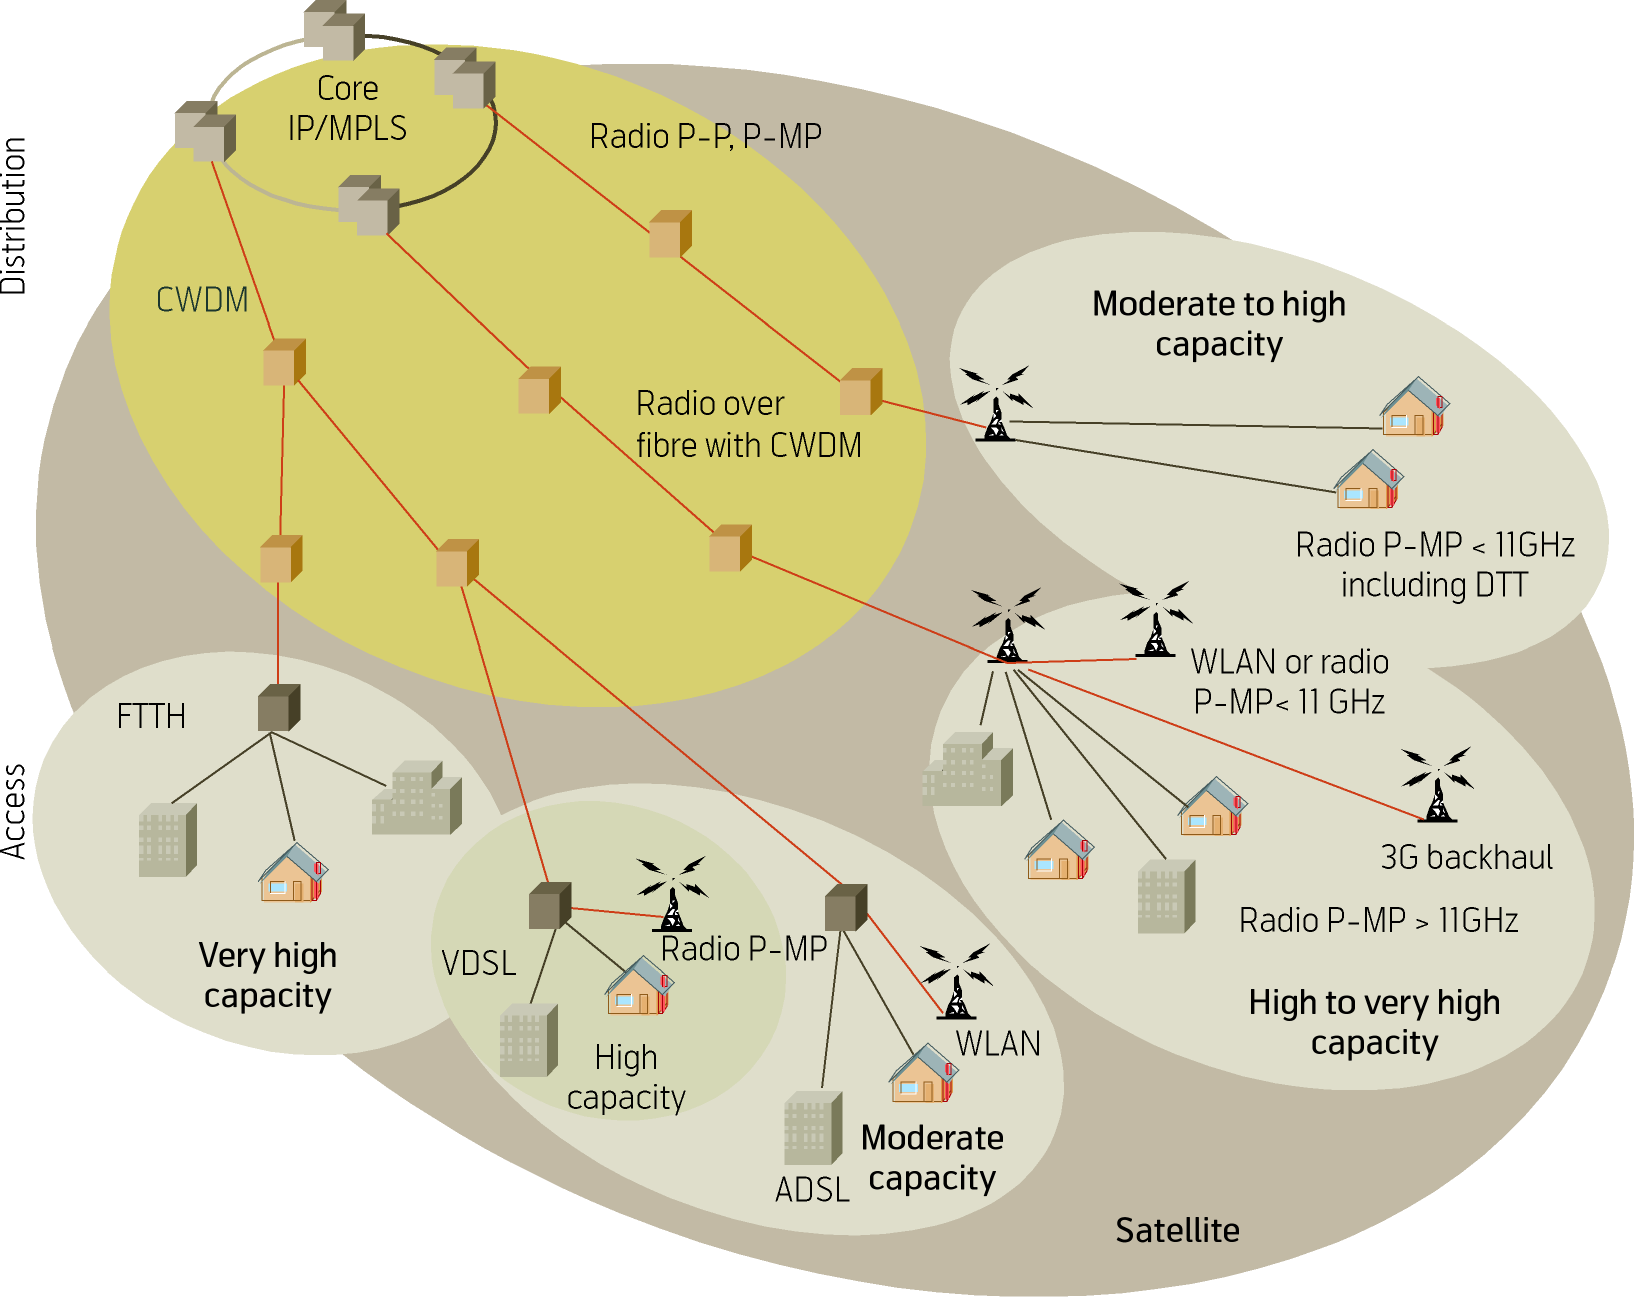 Core
IP/MPLS
Radio P-P, P-MP
Distribution
CWDM
Moderate to high
capacity
Radio over
fibre with CWDM
Radio P-MP < 11GHz
including DTT
WLAN or radio
P-MP< 11 GHz
FTTH
Access
3G backhaul
Radio P-MP > 11GHz
Very high
capacity
VDSL
Radio P-MP
High to very high
capacity
WLAN
High
capacity
Moderate
capacity
ADSL
Satellite